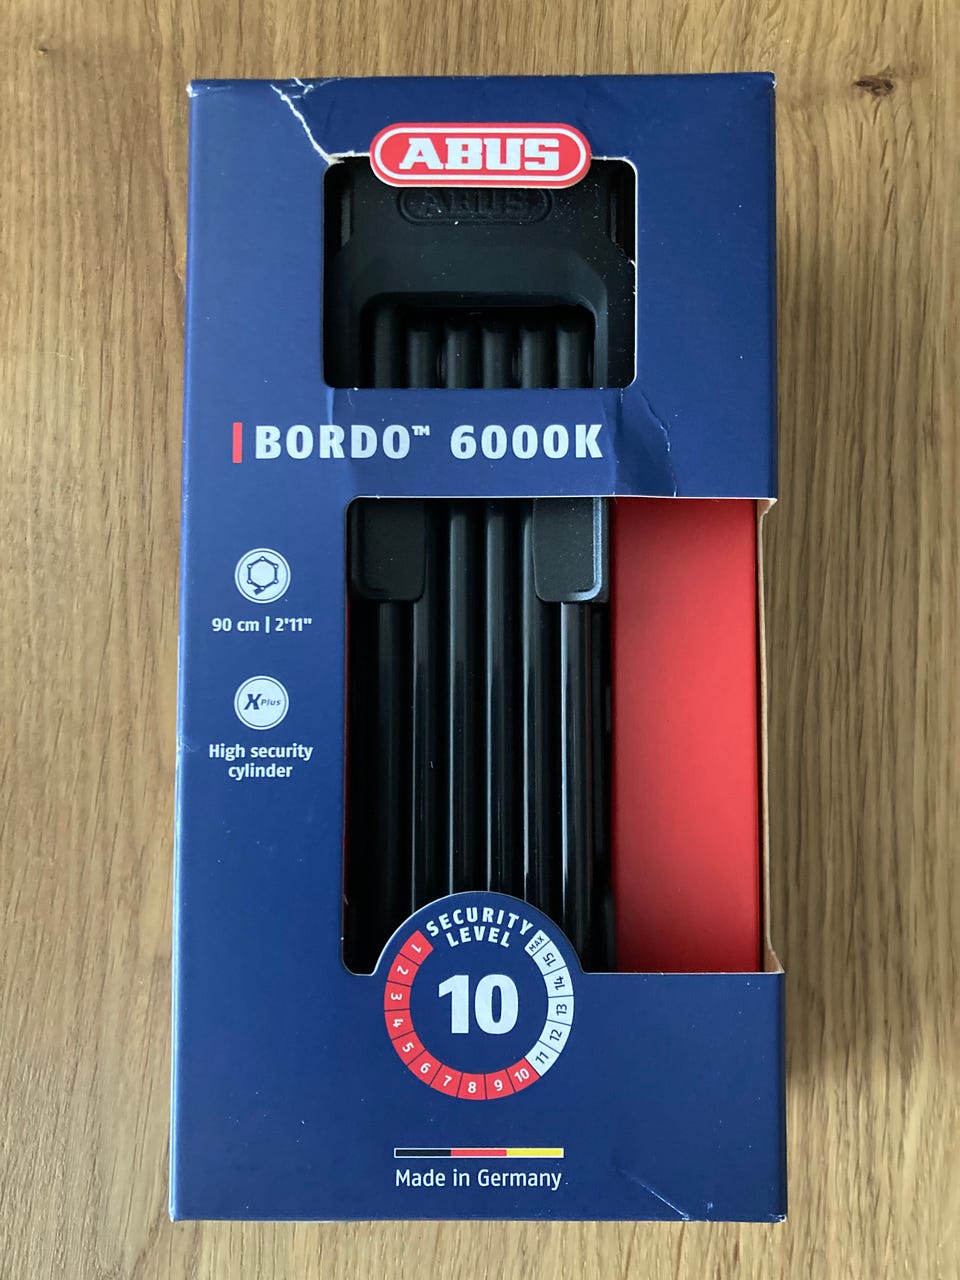 ABUS
ABUS
BORDO™ 6000K
90 cm | 2'11"
XPlus
High security
cylinder
SECURITY
LEVEL
1 2 3 4 5 6 7 8 9 10 11 12 13 14 15 MAX
10
Made in Germany